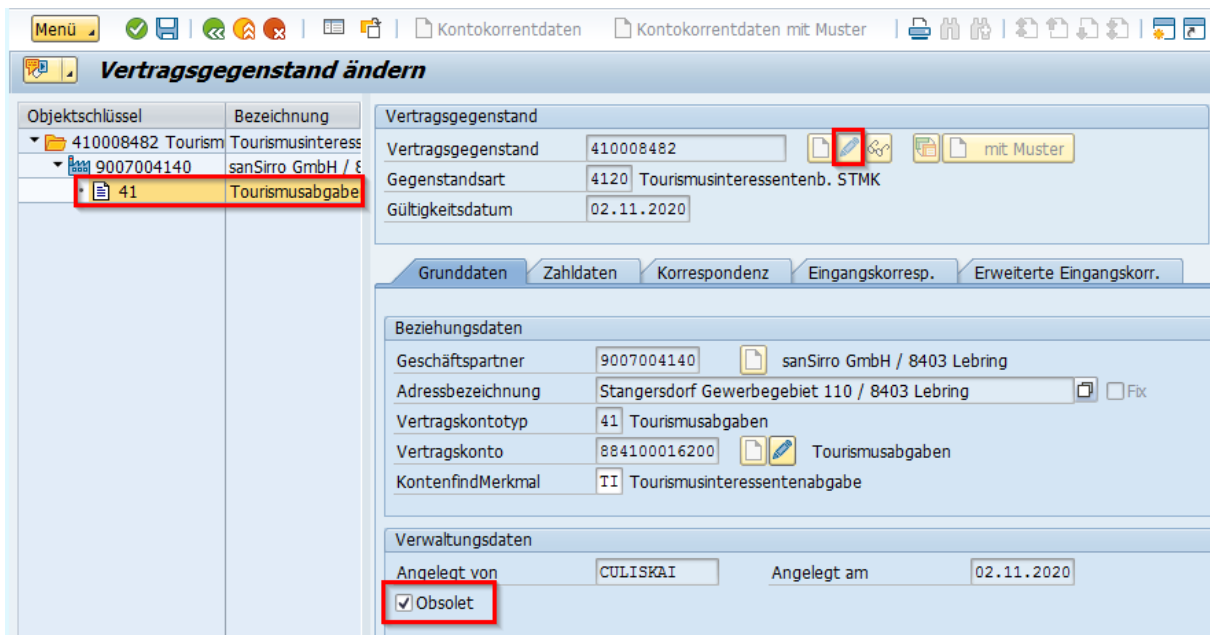 Menü Kontokorrentdaten Kontokorrentdaten mit Muster
Vertragsgegenstand ändern
Objektschlüssel Bezeichnung
410008482 Tourism Tourismusinteress
9007004140 sanSirro GmbH / 8
41 Tourismusabgabe
Vertragsgegenstand
Vertragsgegenstand 410008482 mit Muster
Gegenstandsart 4120 Tourismusinteressentenb. STMK
Gültigkeitsdatum 02.11.2020
Grunddaten Zahldaten Korrespondenz Eingangskorresp. Erweiterte Eingangskorr.
Beziehungsdaten
Geschäftspartner 9007004140 sanSirro GmbH / 8403 Lebring
Adressbezeichnung Stangersdorf Gewerbegebiet 110 / 8403 Lebring Fix
Vertragskontotyp 41 Tourismusabgaben
Vertragskonto 884100016200 Tourismusabgaben
KontenfindMerkmal TI Tourismusinteressentenabgabe
Verwaltungsdaten
Angelegt von CULISKAI Angelegt am 02.11.2020
Obsolet